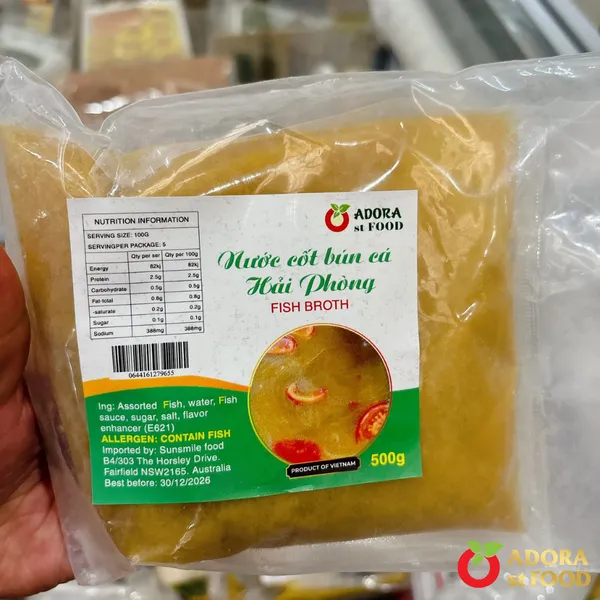 ADORA
st FOOD
NUTRITION INFORMATION
SERVING SIZE: 100G
SERVINGPER PACKAGE: 5
Qty per ser Qty per 100g
Energy 82kj 82kj
Protein 2.5g 2.5g
Carbohydrate 0.5g 0.5g
Fat-total 0.8g 0.8g
-saturate 0.2g 0.2g
Sugar 0.1g 0.1g
Sodium 388mg 388mg
0644161279655
Nước cốt bún cá
Hải Phòng
FISH BROTH
Ing: Assorted Fish, water, Fish
sauce, sugar, salt, flavor
enhancer (E621)
ALLERGEN: CONTAIN FISH
Imported by: Sunsmile food
B4/303 The Horsley Drive.
Fairfield NSW2165. Australia
Best before: 30/12/2026
PRODUCT OF VIETNAM
500g
ADORA
st FOOD